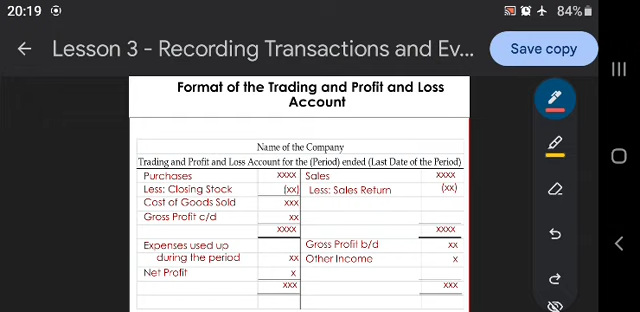 20:19
84%
Lesson 3 - Recording Transactions and Ev...
Save copy
Format of the Trading and Profit and Loss
Account
Name of the Company
Trading and Profit and Loss Account for the (Period) ended (Last Date of the Period)
Purchases xxxx Sales xxxx
Less: Closing Stock (xx) Less: Sales Return (xx)
Cost of Goods Sold xxx
Gross Profit c/d xx
xxxx xxxx
Expenses used up Gross Profit b/d xx
during the period xx Other Income x
Net Profit x
xxx xxx